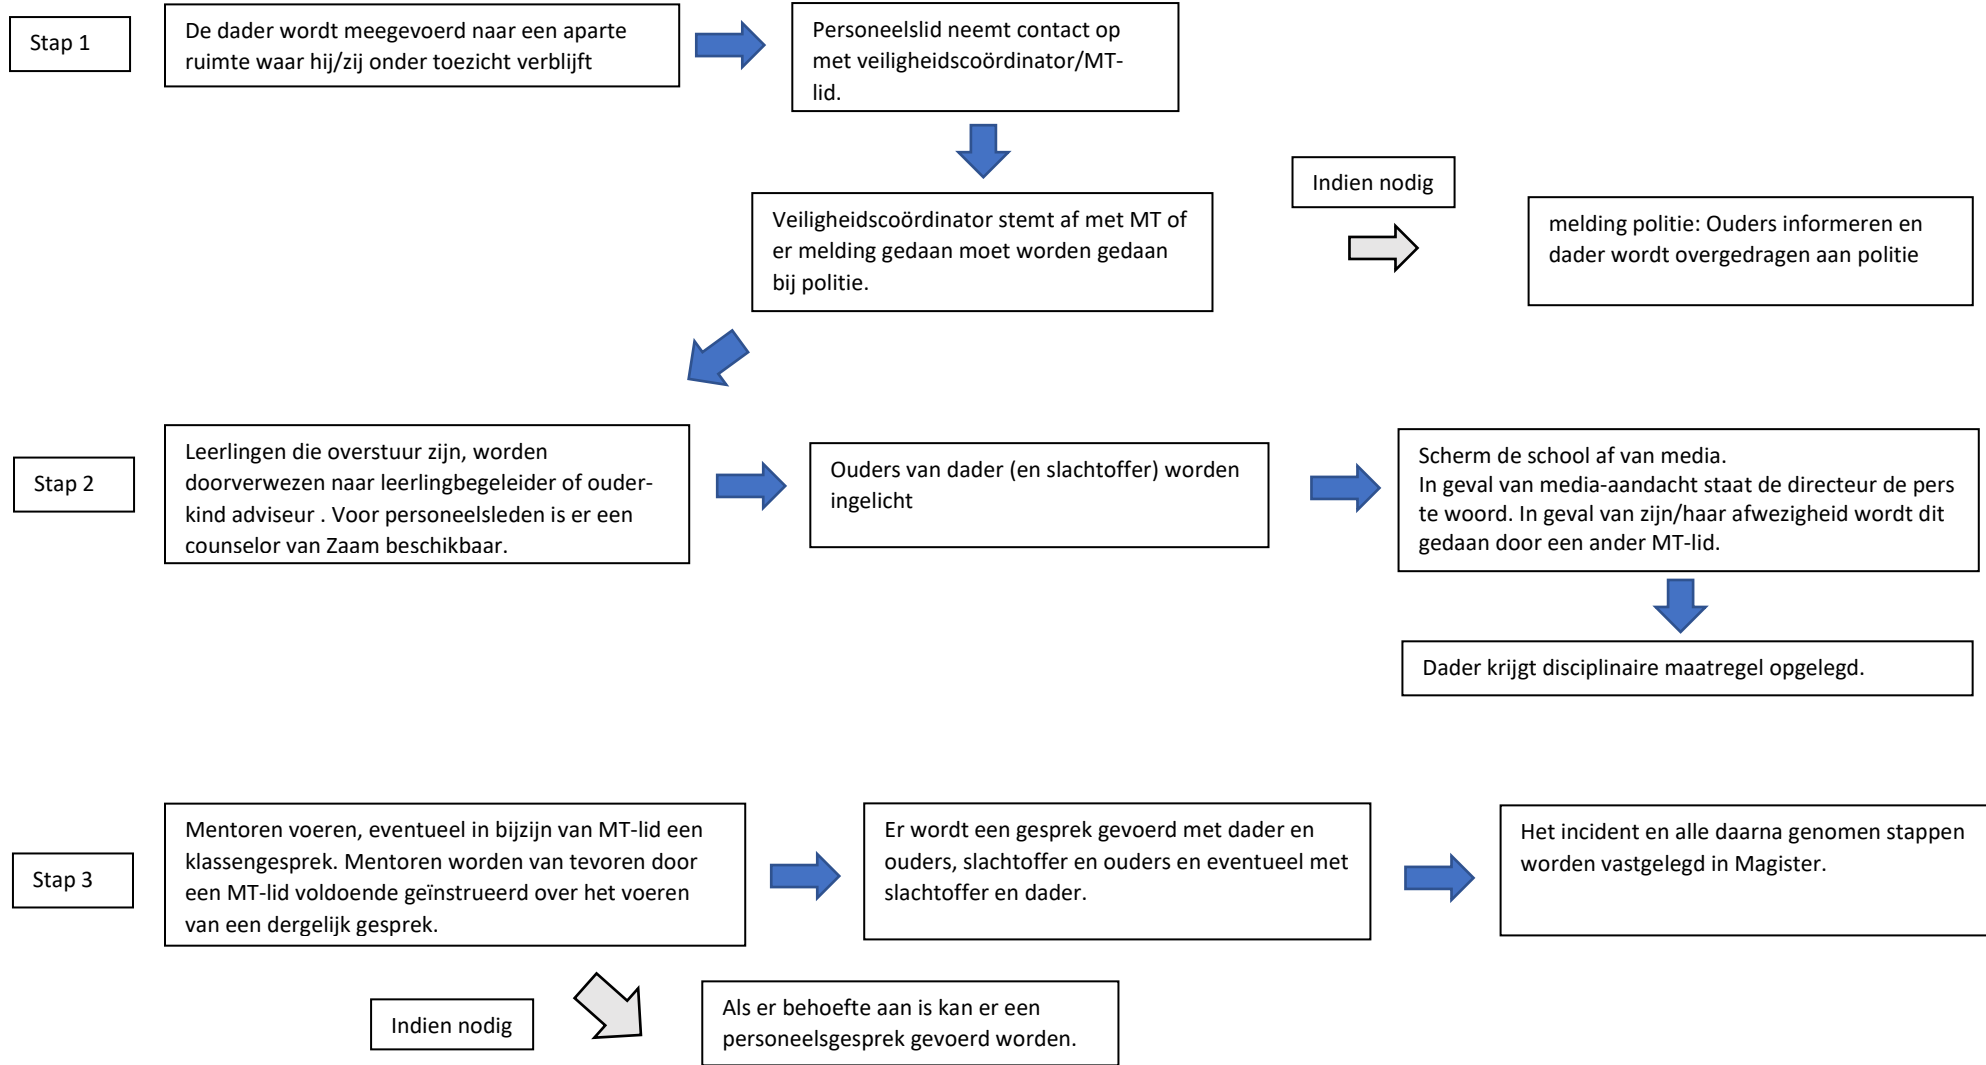 Stap 1
De dader wordt meegevoerd naar een aparte
ruimte waar hij/zij onder toezicht verblijft
Personeelslid neemt contact op
met veiligheidscoördinator/MT-
lid.
Veiligheidscoördinator stemt af met MT of
er melding gedaan moet worden gedaan
bij politie.
Indien nodig
melding politie: Ouders informeren en
dader wordt overgedragen aan politie
Stap 2
Leerlingen die overstuur zijn, worden
doorverwezen naar leerlingbegeleider of ouder-
kind adviseur . Voor personeelsleden is er een
counselor van Zaam beschikbaar.
Ouders van dader (en slachtoffer) worden
ingelicht
Scherm de school af van media.
In geval van media-aandacht staat de directeur de pers
te woord. In geval van zijn/haar afwezigheid wordt dit
gedaan door een ander MT-lid.
Dader krijgt disciplinaire maatregel opgelegd.
Stap 3
Mentoren voeren, eventueel in bijzijn van MT-lid een
klassengesprek. Mentoren worden van tevoren door
een MT-lid voldoende geïnstrueerd over het voeren
van een dergelijk gesprek.
Er wordt een gesprek gevoerd met dader en
ouders, slachtoffer en ouders en eventueel met
slachtoffer en dader.
Het incident en alle daarna genomen stappen
worden vastgelegd in Magister.
Indien nodig
Als er behoefte aan is kan er een
personeelsgesprek gevoerd worden.